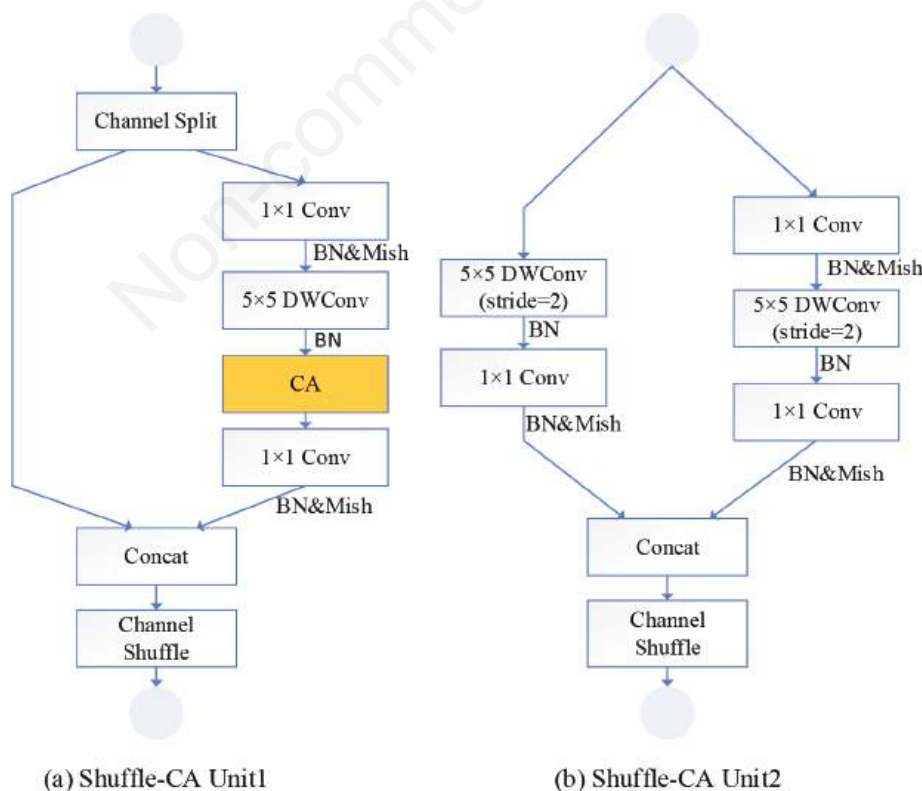 Non-comme
Channel Split
1×1 Conv
BN&Mish
5×5 DWConv
BN
CA
1×1 Conv
BN&Mish
Concat
Channel
Shuffle
(a) Shuffle-CA Unit1
5×5 DWConv
(stride=2)
BN
1×1 Conv
BN&Mish
1×1 Conv
BN&Mish
5×5 DWConv
(stride=2)
BN
1×1 Conv
BN&Mish
Concat
Channel
Shuffle
(b) Shuffle-CA Unit2